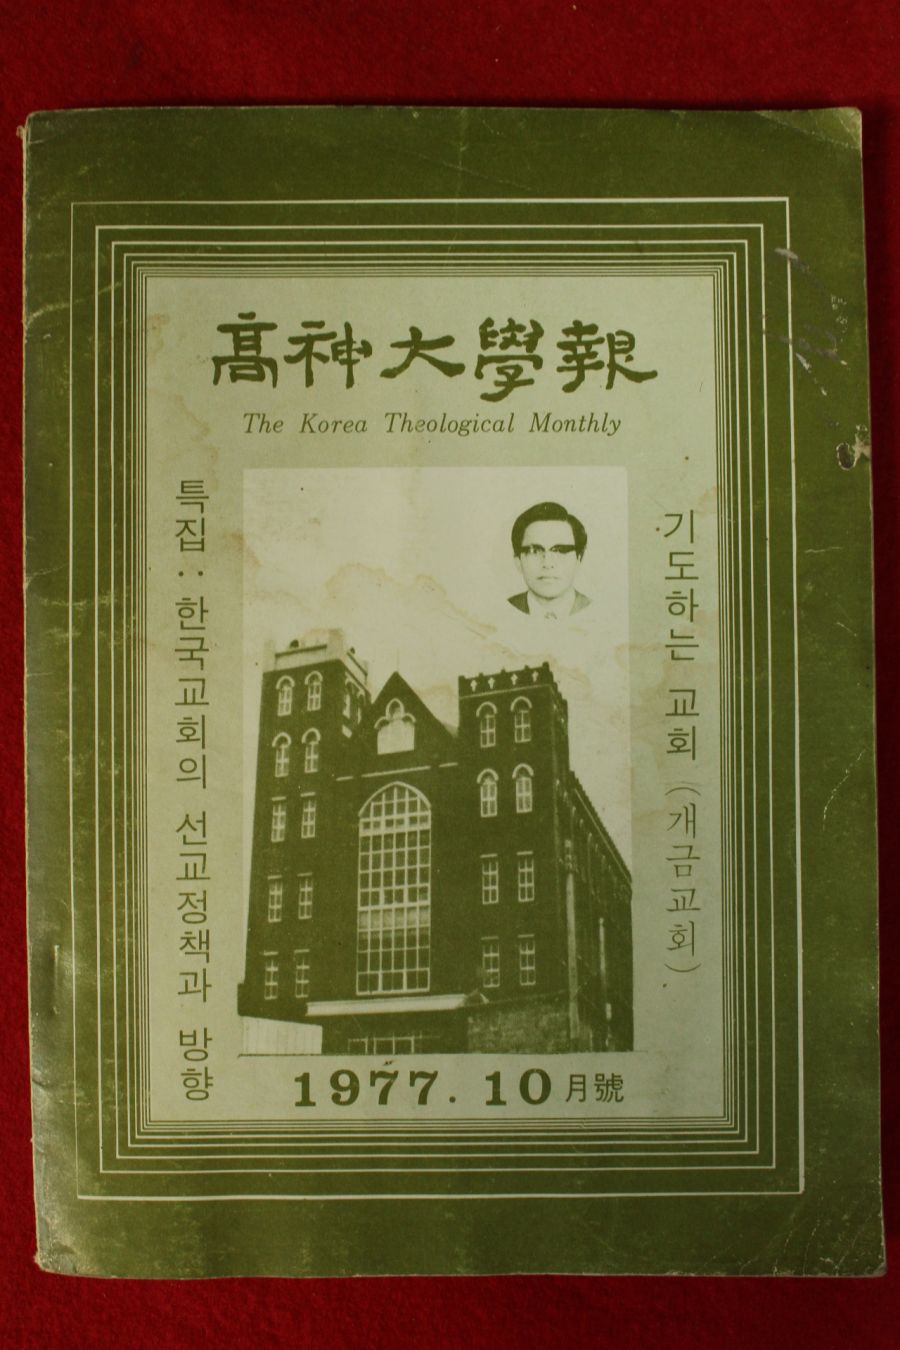 高神大學報
The Korea Theological Monthly
특집 : 한국교회의 선교정책과 방향
기도하는 교회 (개금교회)
1977. 10月號